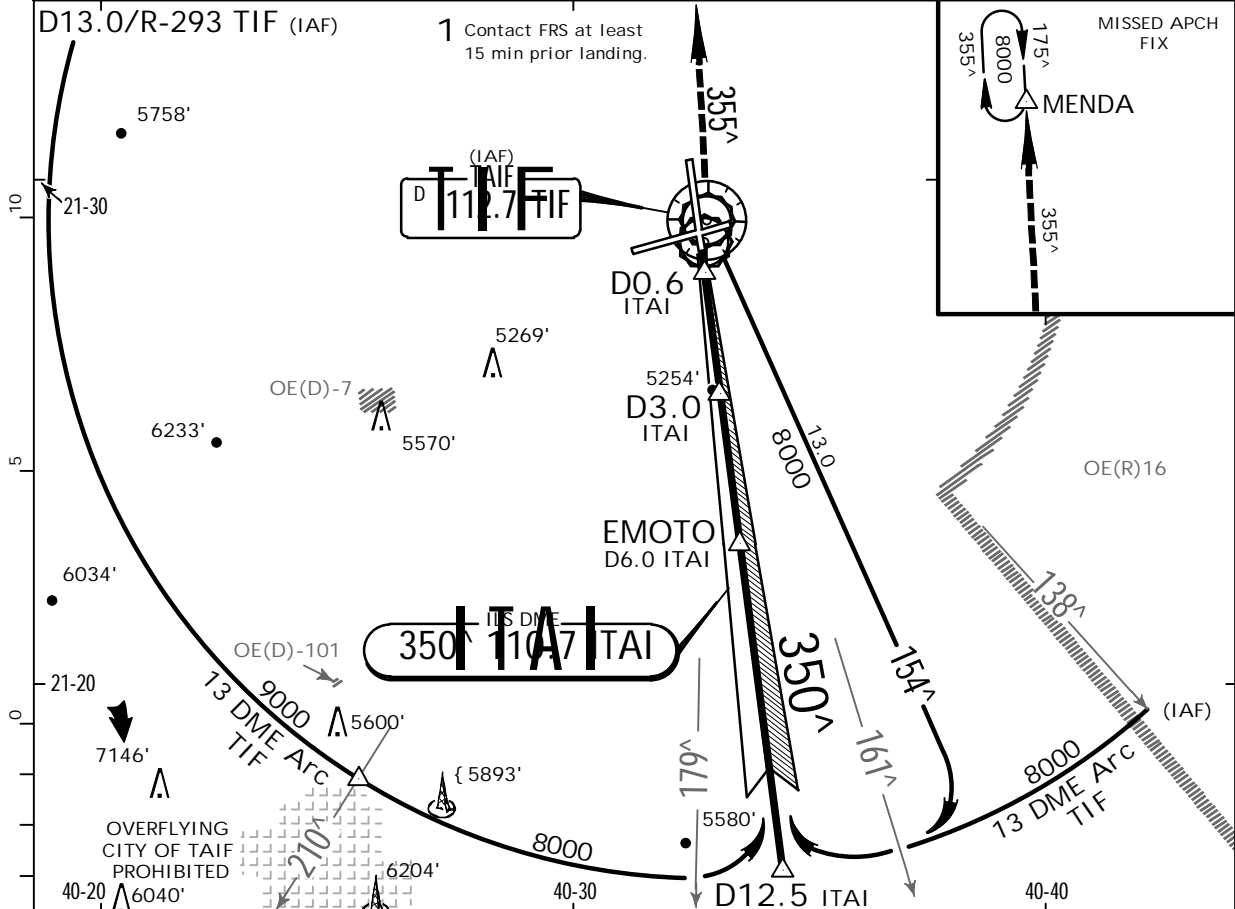 D13.0/R-293 TIF (IAF)
1 Contact FRS at least
15 min prior landing.
MISSED APCH
FIX
355^
8000
175^
MENDA
355^
355^
5758'
(IAF)
TAIF
D 112.7 TIF
TIF
10
21-30
D0.6
ITAI
5269'
5254'
D3.0
ITAI
OE(D)-7
5570'
6233'
13.0
8000
OE(R)16
5
EMOTO
D6.0 ITAI
6034'
138^
ILS DME
350^ 110.7 ITAI
ITAI
OE(D)-101
350^
154^
21-20
9000
13 DME Arc
TIF
5600'
(IAF)
0
7146'
179^
161^
8000
13 DME Arc
TIF
{ 5893'
5580'
OVERFLYING
CITY OF TAIF
PROHIBITED
210^
8000
6204'
40-20
6040'
40-30
D12.5 ITAI
40-40